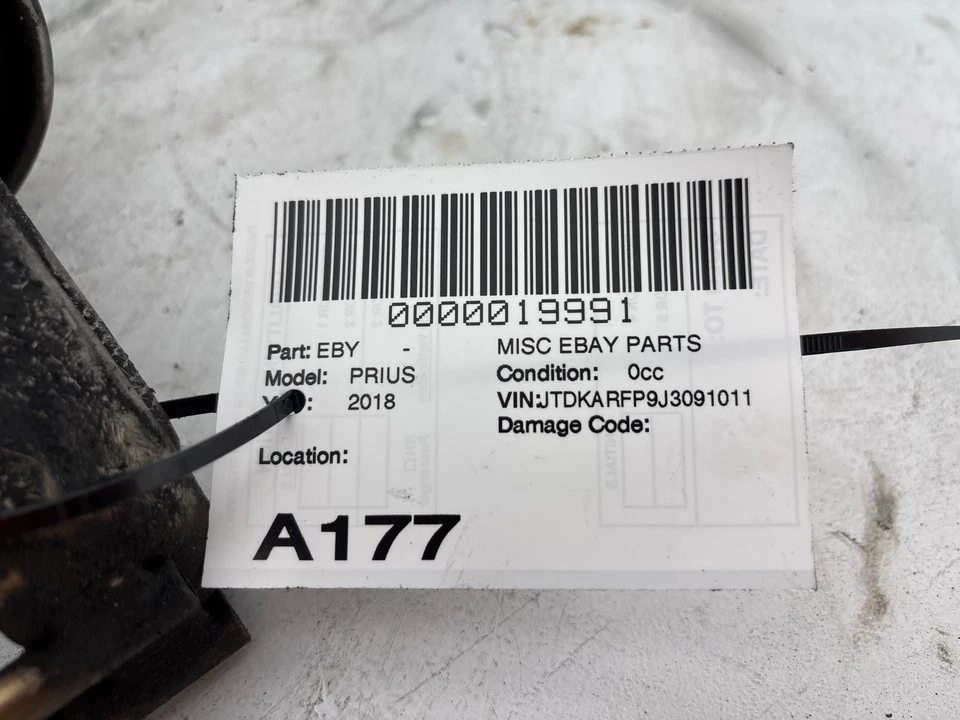 0000019991
Part: EBY -
MISC EBAY PARTS
Model: PRIUS
Condition: 0cc
2018
VIN:JTDKARFP9J3091011
Damage Code:
Location:
A177